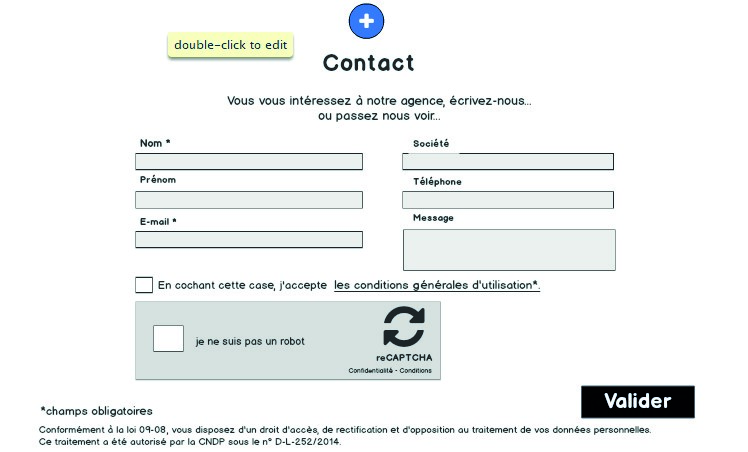 double-click to edit
Contact
Vous vous intéressez à notre agence, écrivez-nous...
ou passez nous voir...
Nom *
Société
Prénom
Téléphone
E-mail *
Message
En cochant cette case, j'accepte les conditions générales d'utilisation*.
je ne suis pas un robot
reCAPTCHA
Confidentialité - Conditions
Valider
*champs obligatoires
Conformément à la loi 09-08, vous disposez d'un droit d'accès, de rectification et d'opposition au traitement de vos données personnelles.
Ce traitement a été autorisé par la CNDP sous le n° D-L-252/2014.